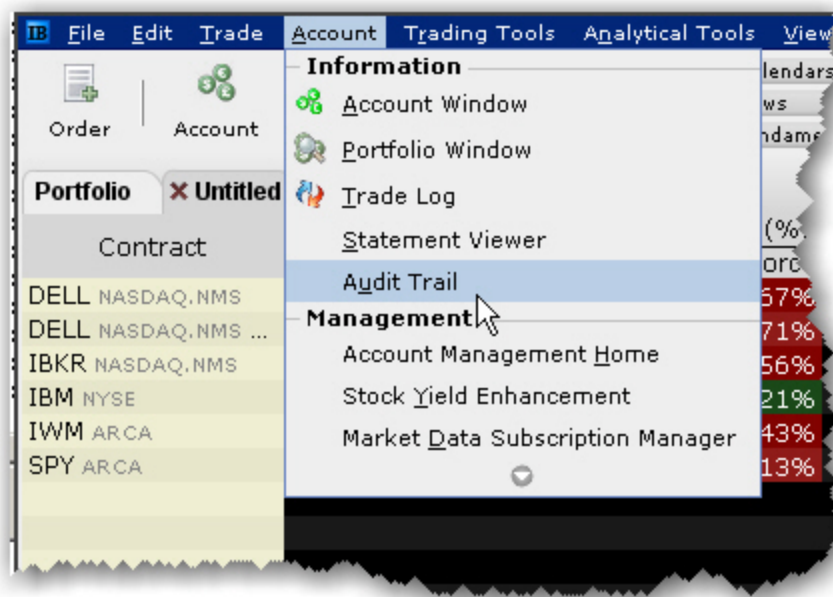 IB File Edit Trade Account Trading Tools Analytical Tools View
Order Account
Portfolio Untitled
Contract
DELL NASDAQ.NMS
DELL NASDAQ.NMS ...
IBKR NASDAQ.NMS
IBM NYSE
IWM ARCA
SPY ARCA
Information
Account Window
Portfolio Window
Trade Log
Statement Viewer
Audit Trail
Management
Account Management Home
Stock Yield Enhancement
Market Data Subscription Manager
(%
67%
71%
56%
21%
43%
13%